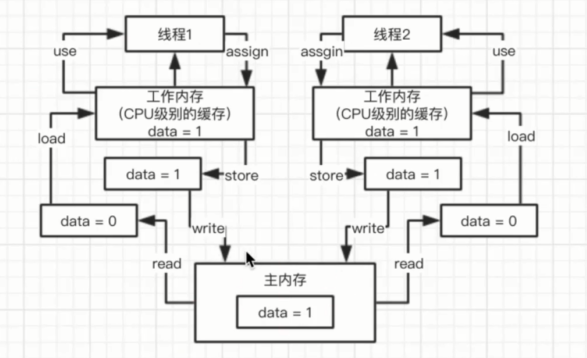 线程1
线程2
use
assign
assgin
use
工作内存
（CPU级别的缓存）
data = 1
工作内存
（CPU级别的缓存）
data = 1
load
load
data = 1
store
store
data = 1
data = 0
write
write
data = 0
read
read
主内存
data = 1